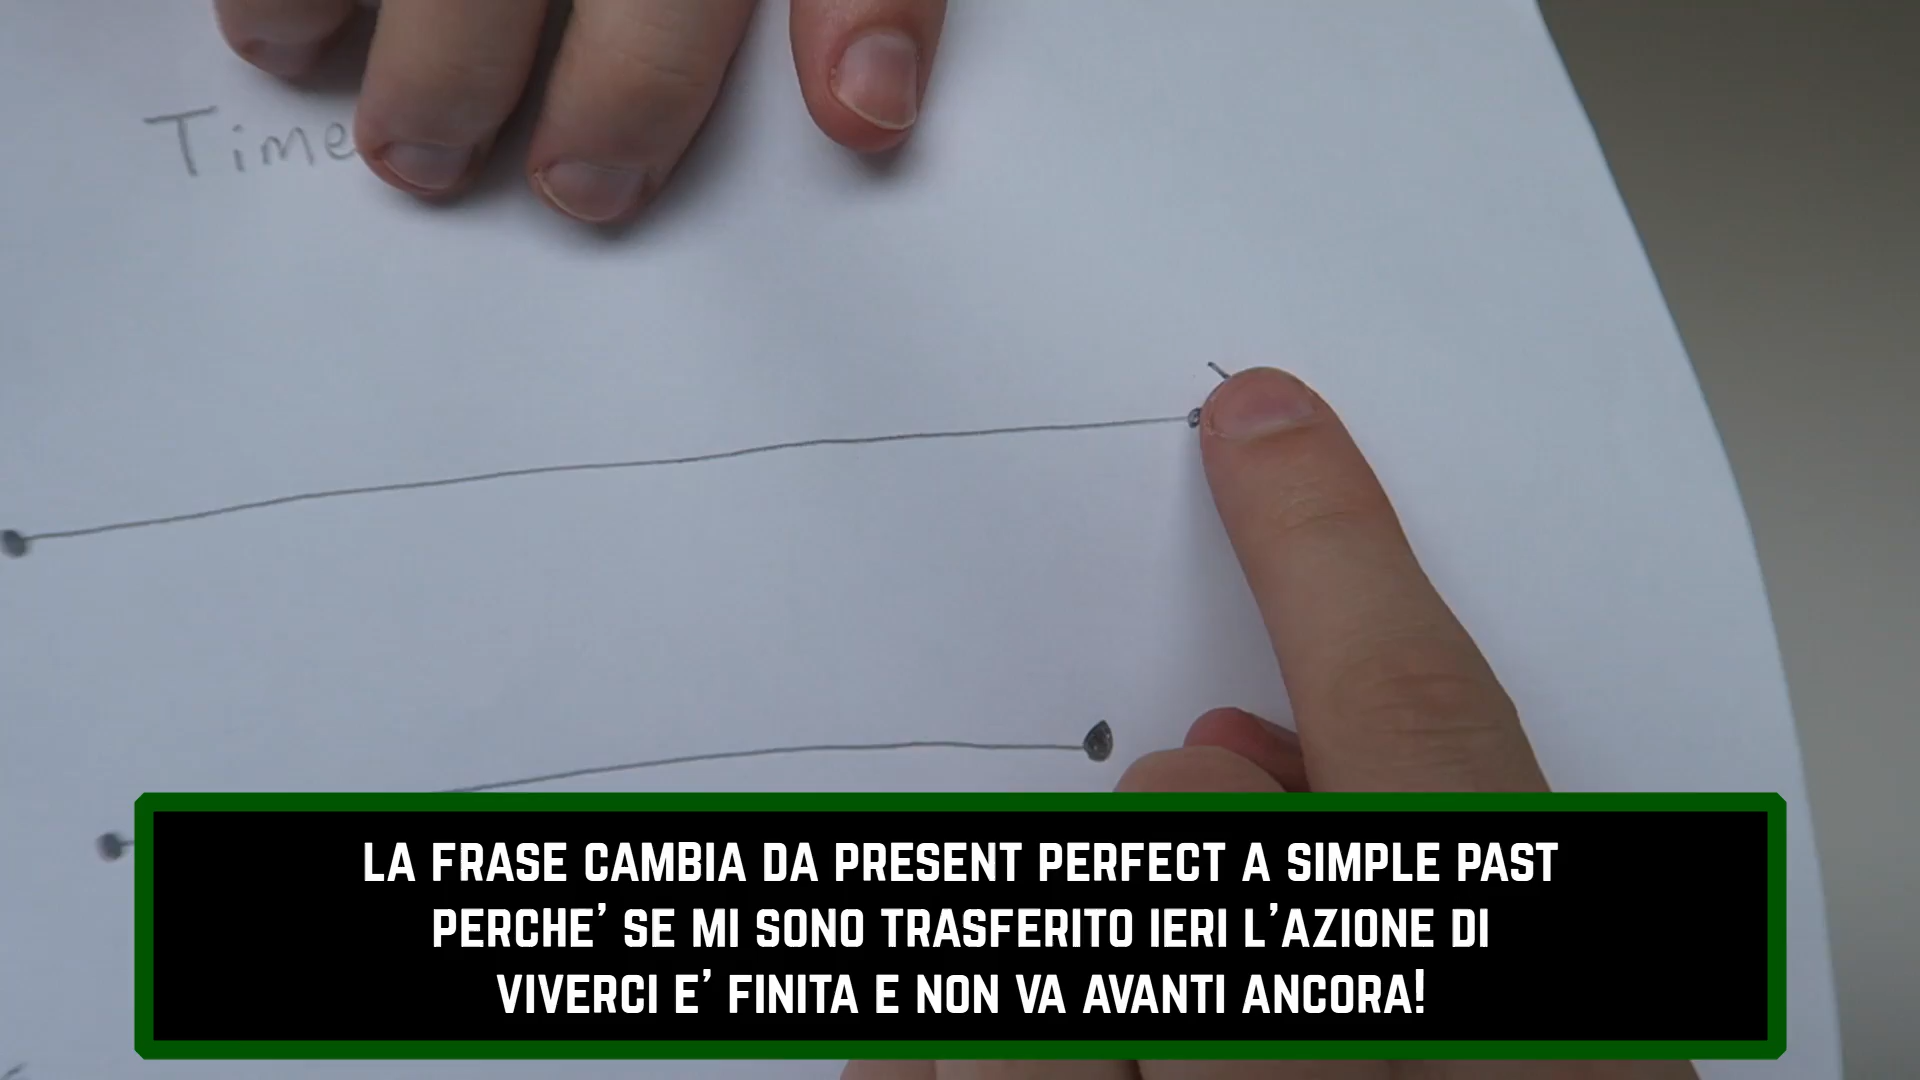 Time
LA FRASE CAMBIA DA PRESENT PERFECT A SIMPLE PAST
PERCHE' SE MI SONO TRASFERITO IERI L'AZIONE DI
VIVERCI E' FINITA E NON VA AVANTI ANCORA!